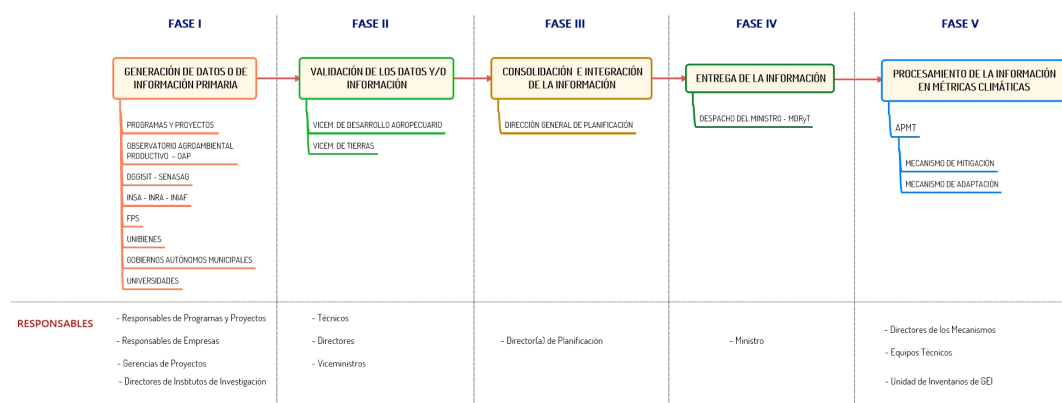 FASE I
FASE II
FASE III
FASE IV
FASE V
GENERACIÓN DE DATOS O DE
INFORMACIÓN PRIMARIA
VALIDACIÓN DE LOS DATOS Y/O
INFORMACIÓN
CONSOLIDACIÓN E INTEGRACIÓN
DE LA INFORMACIÓN
ENTREGA DE LA INFORMACIÓN
PROCESAMIENTO DE LA INFORMACIÓN
EN MÉTRICAS CLIMÁTICAS
PROGRAMAS Y PROYECTOS
OBSERVATORIO AGROAMBIENTAL
PRODUCTIVO - OAP
DGGISIT - SENASAG
INSA - INRA - INIAF
FPS
UNIBIENES
GOBIERNOS AUTÓNOMOS MUNICIPALES
UNIVERSIDADES
VICEM. DE DESARROLLO AGROPECUARIO
VICEM. DE TIERRAS
DIRECCIÓN GENERAL DE PLANIFICACIÓN
DESPACHO DEL MINISTRO - MDRyT
APMT
MECANISMO DE MITIGACIÓN
MECANISMO DE ADAPTACIÓN
RESPONSABLES
- Responsables de Programas y Proyectos
- Responsables de Empresas
- Gerencias de Proyectos
- Directores de Institutos de Investigación
- Técnicos
- Directores
- Viceministros
- Director(a) de Planificación
- Ministro
- Directores de los Mecanismos
- Equipos Técnicos
- Unidad de Inventarios de GEI